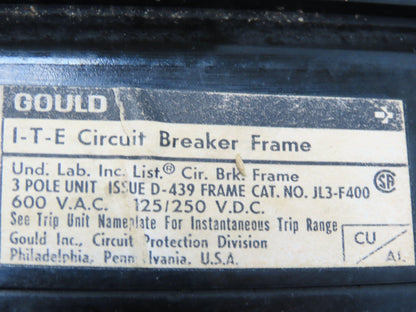 GOULD
I-T-E Circuit Breaker Frame
Und. Lab. Inc. List.® Cir. Brkr Frame
3 POLE UNIT ISSUE D-439 FRAME CAT. NO. JL3-F400
600 V.A.C. 125/250 V.D.C.
See Trip Unit Nameplate For Instantaneous Trip Range
Gould Inc., Circuit Protection Division
Philadelphia, Pennsylvania, U.S.A.
SA
CU/AL